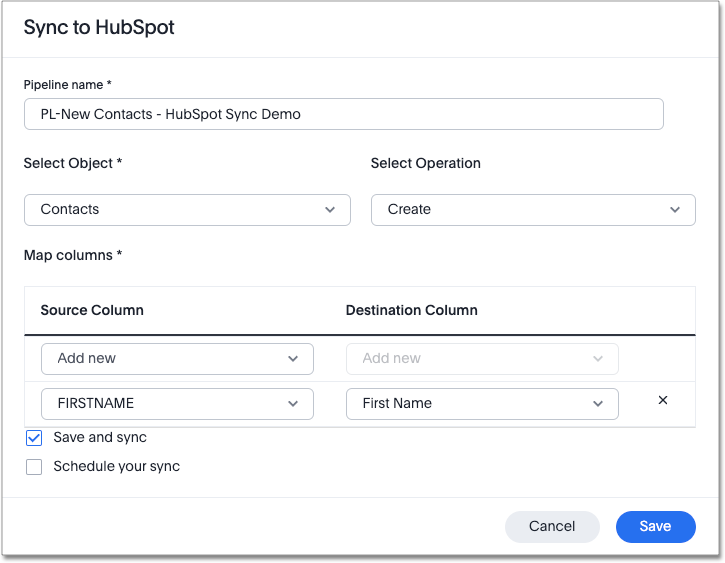 Sync to HubSpot
Pipeline name *
PL-New Contacts - HubSpot Sync Demo
Select Object * Select Operation
Contacts Create
Map columns *
Source Column Destination Column
Add new Add new
FIRSTNAME First Name
Save and sync
Schedule your sync
Cancel Save